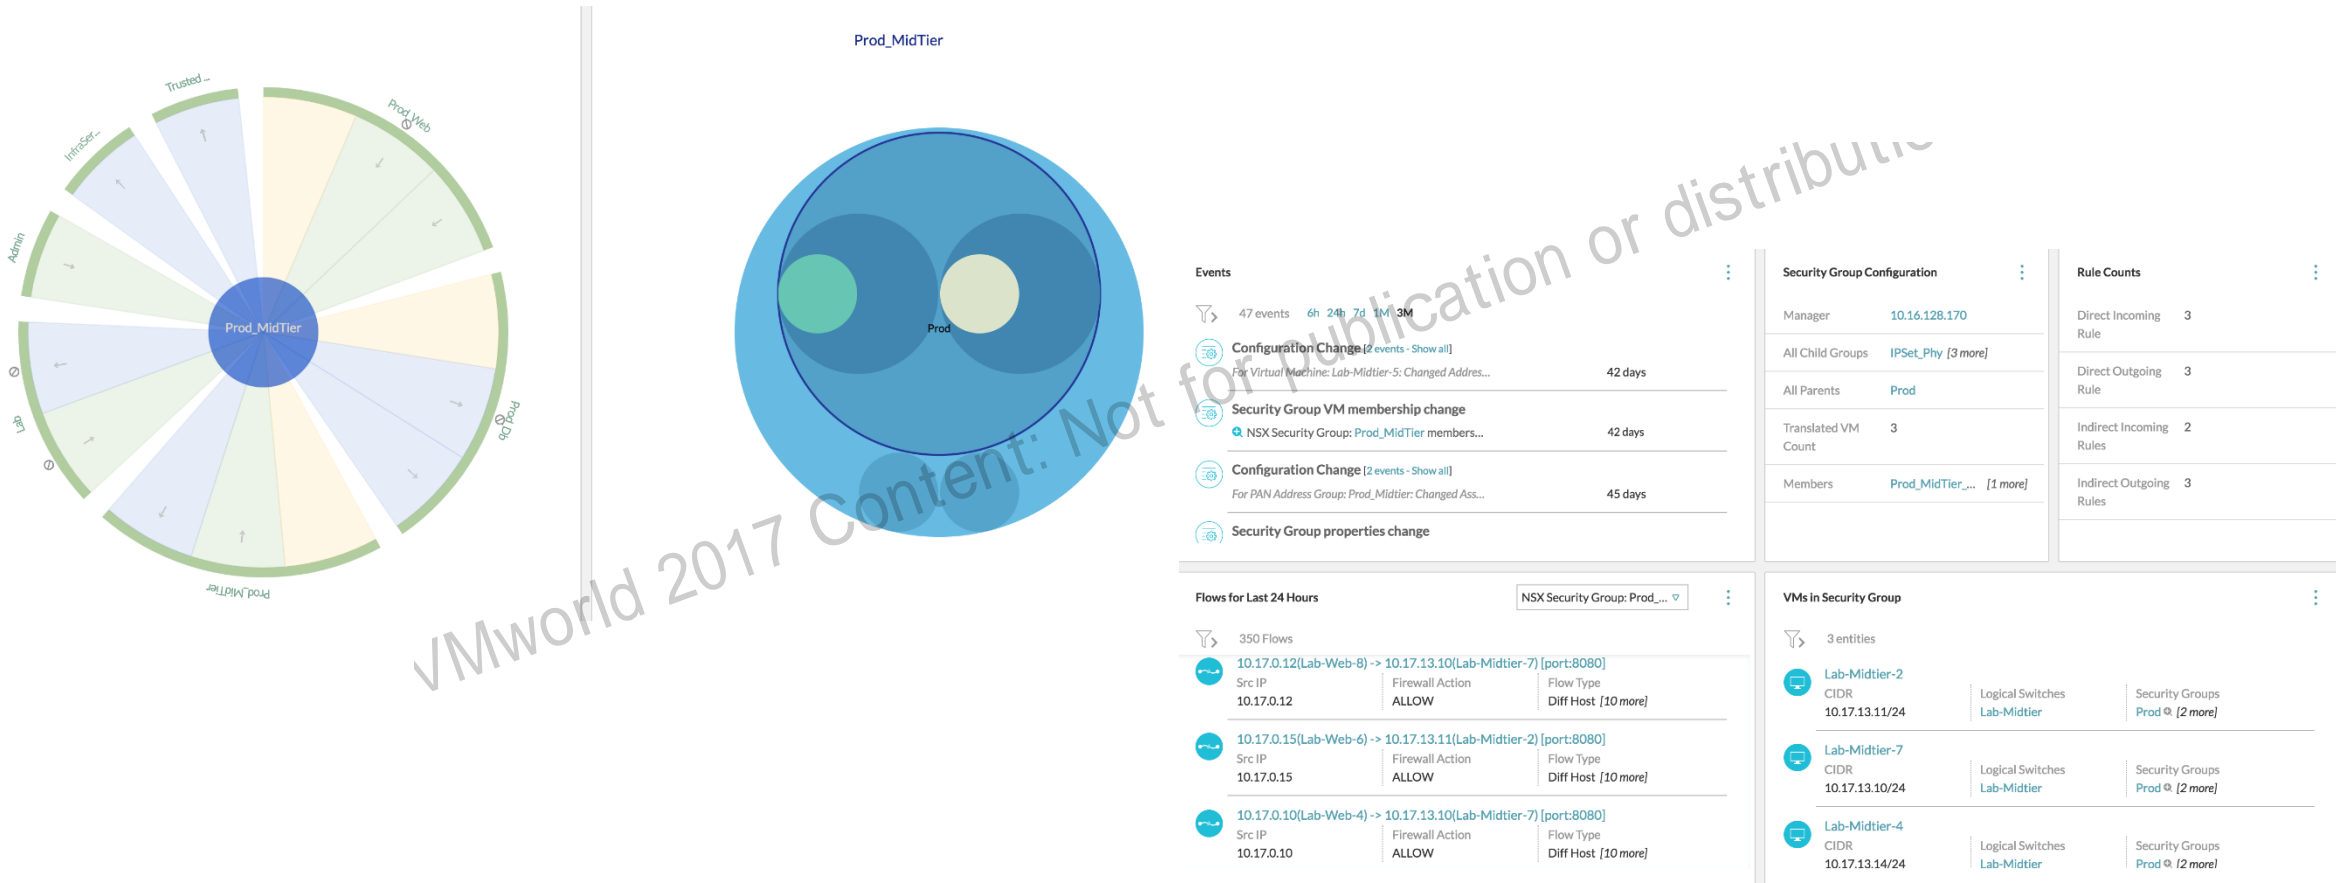 Prod_MidTier
Trusted ...
Prod_Web
InfraSer...
Admin
Prod_MidTier
Lab
Prod_Db
Prod_MidTier
Prod
VMworld 2017 Content: Not for publication or distributio
Events
47 events 6h 24h 7d 1M 3M
Configuration Change [2 events - Show all]
For Virtual Machine: Lab-Midtier-5: Changed Addres... 42 days
Security Group VM membership change
NSX Security Group: Prod_MidTier members... 42 days
Configuration Change [2 events - Show all]
For PAN Address Group: Prod_Midtier: Changed Ass... 45 days
Security Group properties change
Security Group Configuration
Manager 10.16.128.170
All Child Groups IPSet_Phy [3 more]
All Parents Prod
Translated VM 3
Count
Members Prod_MidTier_... [1 more]
Rule Counts
Direct Incoming 3
Rule
Direct Outgoing 3
Rule
Indirect Incoming 2
Rules
Indirect Outgoing 3
Rules
Flows for Last 24 Hours NSX Security Group: Prod_...
350 Flows
10.17.0.12(Lab-Web-8) -> 10.17.13.10(Lab-Midtier-7) [port:8080]
Src IP Firewall Action Flow Type
10.17.0.12 ALLOW Diff Host [10 more]
10.17.0.15(Lab-Web-6) -> 10.17.13.11(Lab-Midtier-2) [port:8080]
Src IP Firewall Action Flow Type
10.17.0.15 ALLOW Diff Host [10 more]
10.17.0.10(Lab-Web-4) -> 10.17.13.10(Lab-Midtier-7) [port:8080]
Src IP Firewall Action Flow Type
10.17.0.10 ALLOW Diff Host [10 more]
VMs in Security Group
3 entities
Lab-Midtier-2
CIDR Logical Switches Security Groups
10.17.13.11/24 Lab-Midtier Prod [2 more]
Lab-Midtier-7
CIDR Logical Switches Security Groups
10.17.13.10/24 Lab-Midtier Prod [2 more]
Lab-Midtier-4
CIDR Logical Switches Security Groups
10.17.13.14/24 Lab-Midtier Prod [2 more]